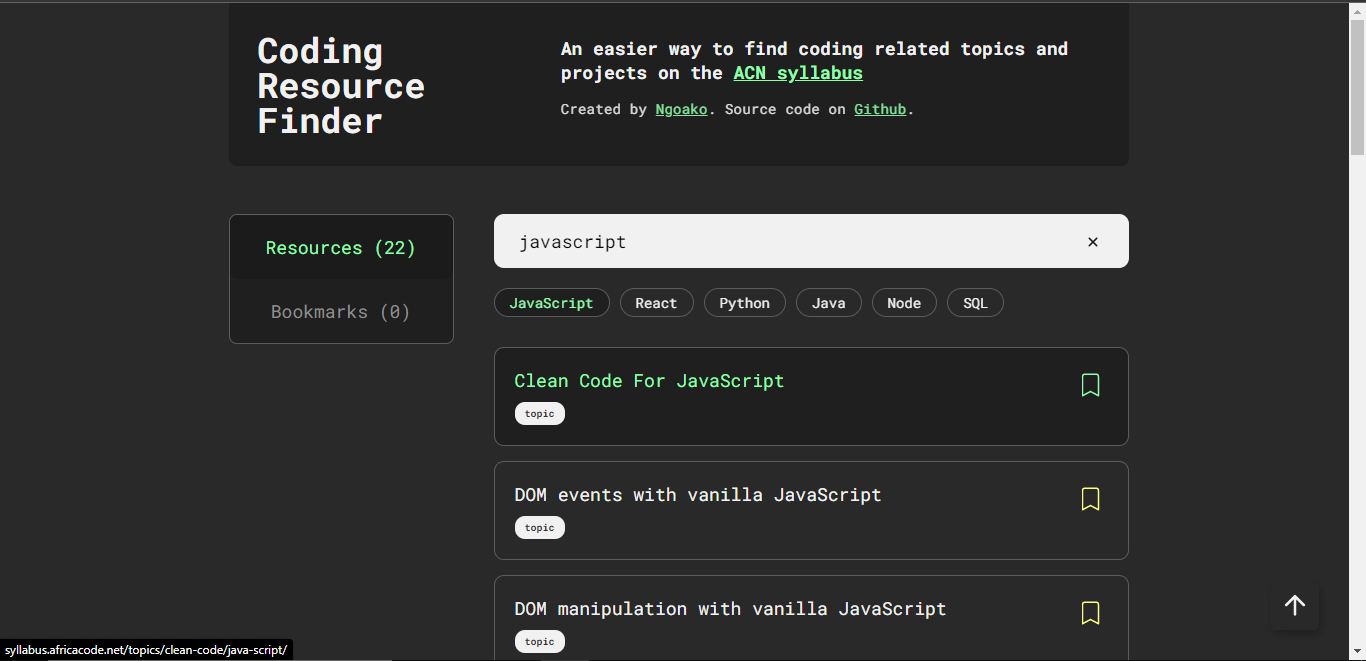 Coding
Resource
Finder
An easier way to find coding related topics and
projects on the ACN syllabus
Created by Ngoako. Source code on Github.
Resources (22)
Bookmarks (0)
javascript
JavaScript React Python Java Node SQL
Clean Code For JavaScript
topic
DOM events with vanilla JavaScript
topic
DOM manipulation with vanilla JavaScript
topic
syllabus.africacode.net/topics/clean-code/java-script/